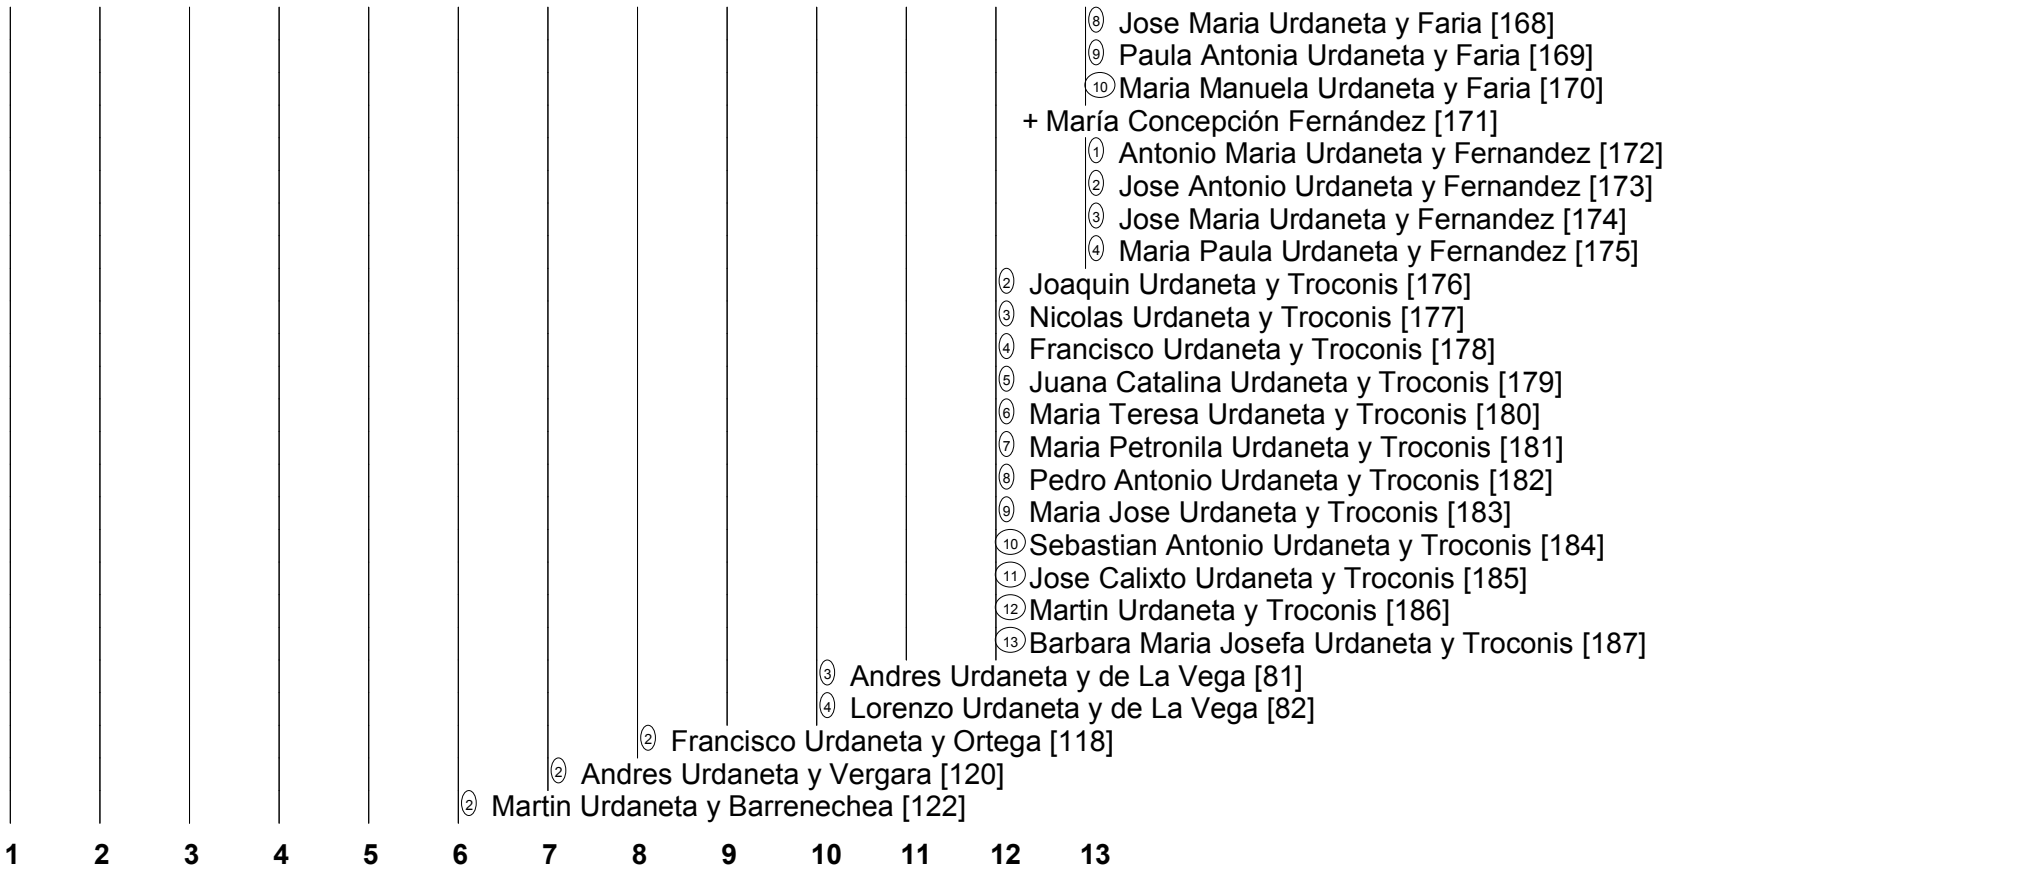 8 Jose Maria Urdaneta y Faria [168]
9 Paula Antonia Urdaneta y Faria [169]
10 Maria Manuela Urdaneta y Faria [170]
+ María Concepción Fernández [171]
1 Antonio Maria Urdaneta y Fernandez [172]
2 Jose Antonio Urdaneta y Fernandez [173]
3 Jose Maria Urdaneta y Fernandez [174]
4 Maria Paula Urdaneta y Fernandez [175]
2 Joaquin Urdaneta y Troconis [176]
3 Nicolas Urdaneta y Troconis [177]
4 Francisco Urdaneta y Troconis [178]
5 Juana Catalina Urdaneta y Troconis [179]
6 Maria Teresa Urdaneta y Troconis [180]
7 Maria Petronila Urdaneta y Troconis [181]
8 Pedro Antonio Urdaneta y Troconis [182]
9 Maria Jose Urdaneta y Troconis [183]
10 Sebastian Antonio Urdaneta y Troconis [184]
11 Jose Calixto Urdaneta y Troconis [185]
12 Martin Urdaneta y Troconis [186]
13 Barbara Maria Josefa Urdaneta y Troconis [187]
3 Andres Urdaneta y de La Vega [81]
4 Lorenzo Urdaneta y de La Vega [82]
2 Francisco Urdaneta y Ortega [118]
2 Andres Urdaneta y Vergara [120]
2 Martin Urdaneta y Barrenechea [122]
1 2 3 4 5 6 7 8 9 10 11 12 13